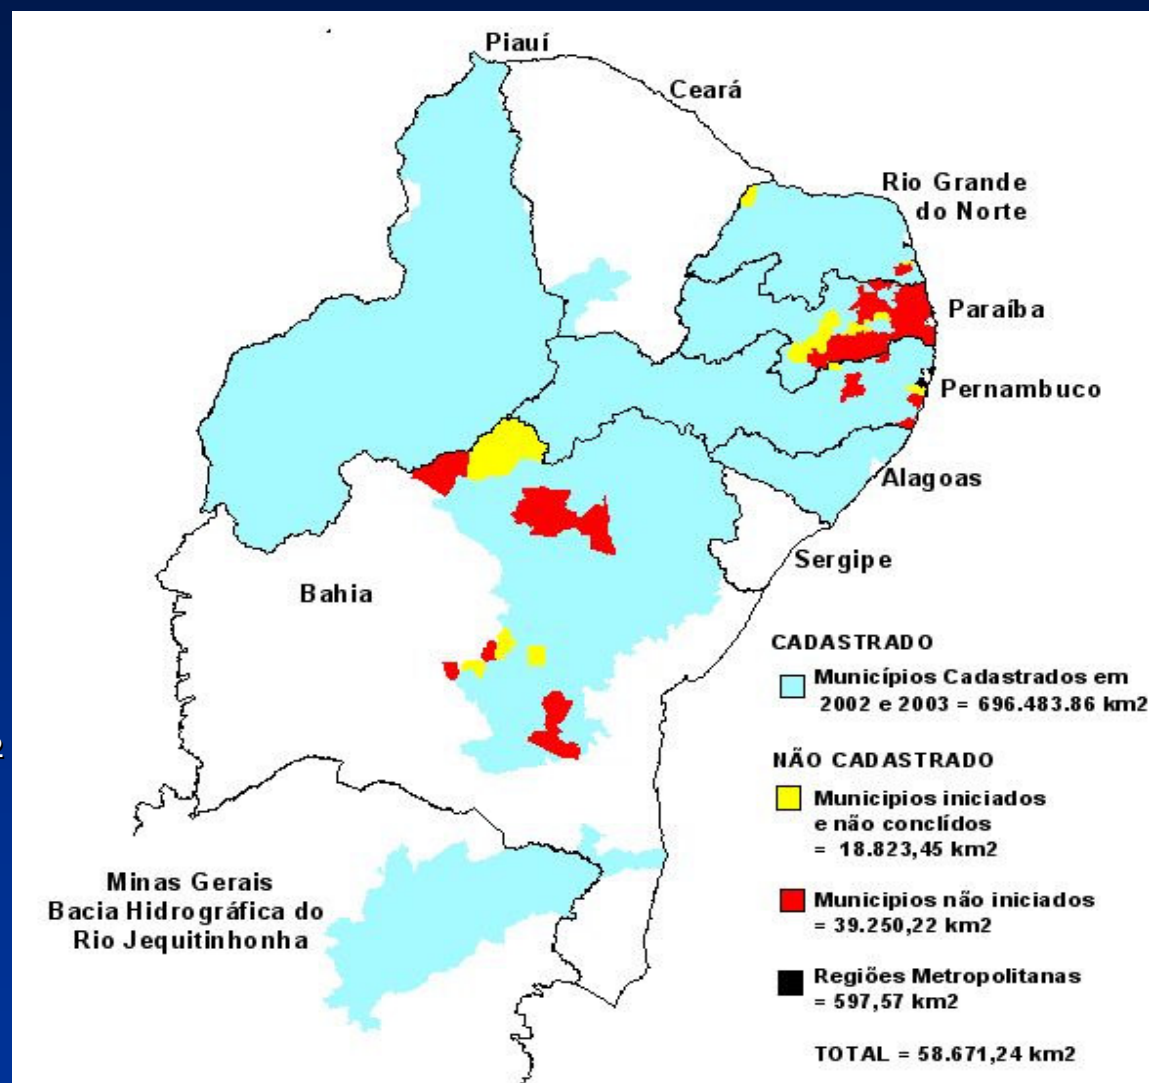 Piauí
Ceará
Rio Grande
do Norte
Paraíba
Pernambuco
Alagoas
Sergipe
Bahia
Minas Gerais
Bacia Hidrográfica do
Rio Jequitinhonha
CADASTRADO
Municípios Cadastrados em
2002 e 2003 = 696.483.86 km2
NÃO CADASTRADO
Municipios iniciados
e não conclídos
= 18.823,45 km2
Municipios não iniciados
= 39.250,22 km2
Regiões Metropolitanas
= 597,57 km2
TOTAL = 58.671,24 km2
2